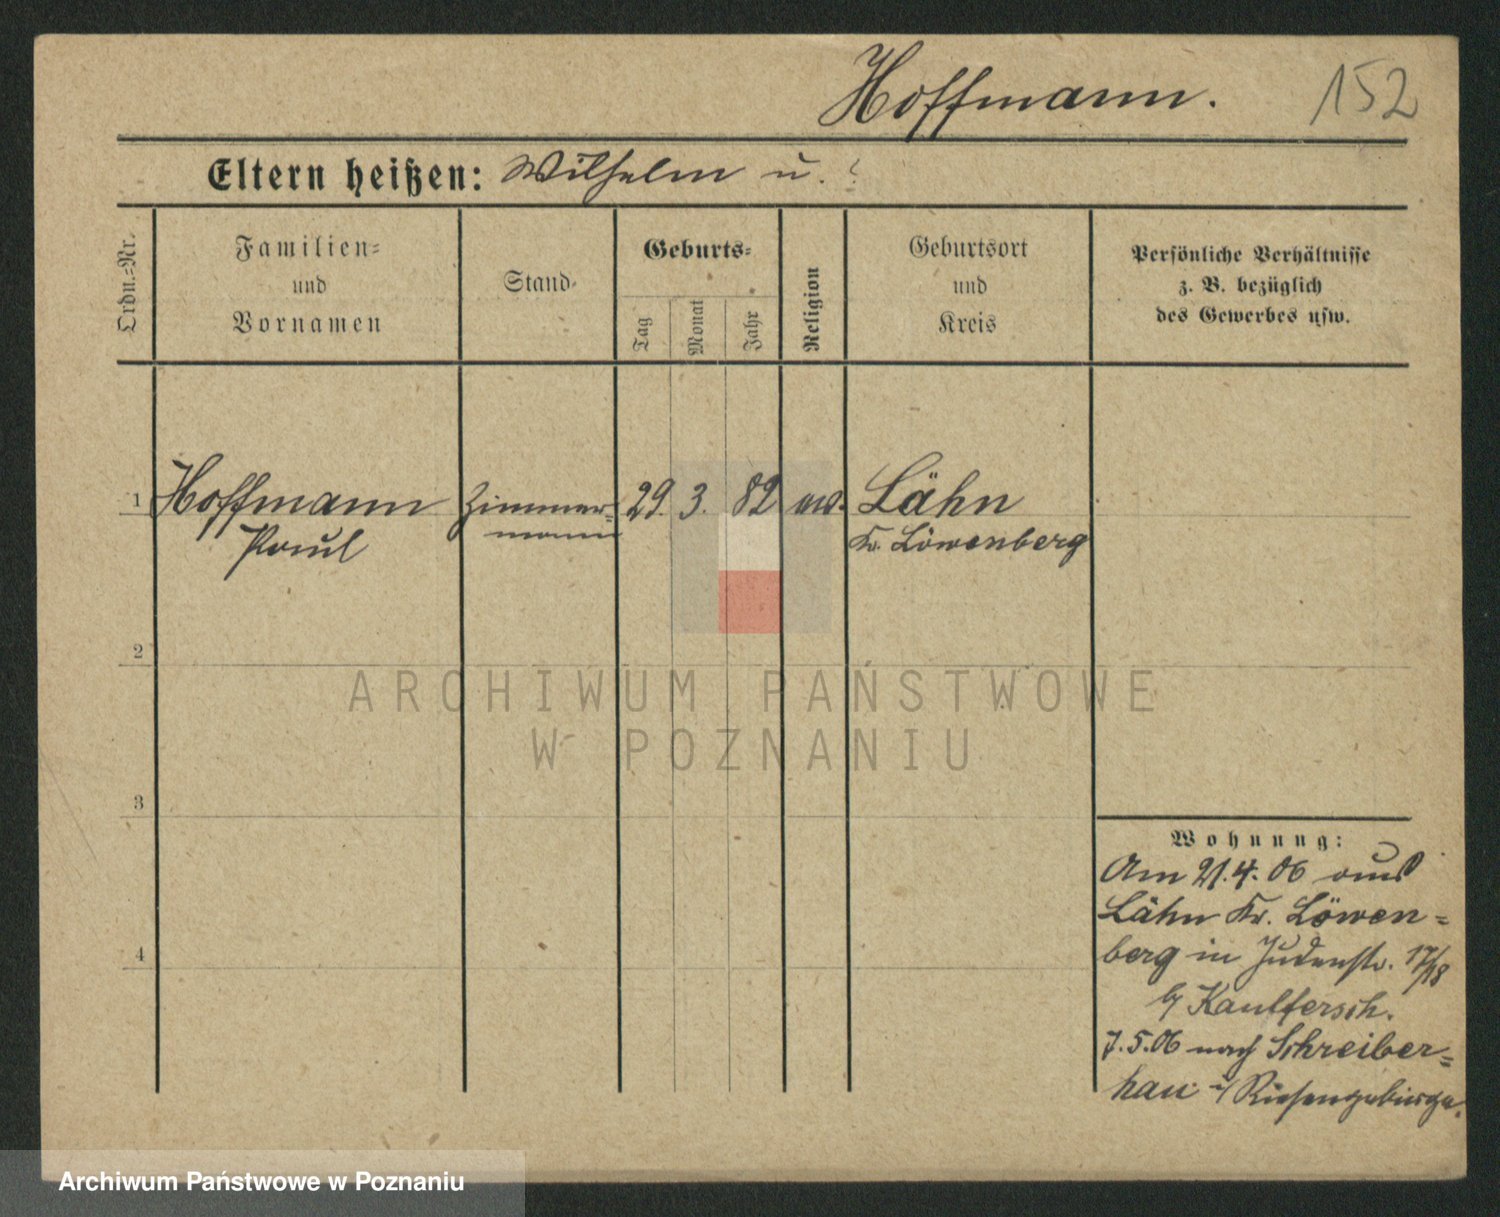 Hoffmann.
152
Eltern heißen: Wilhelm u. ?
Ordn.-Nr.
Familien-
und
Vornamen
Stand
Geburts-
Tag
Monat
Jahr
Religion
Geburtsort
und
Kreis
Persönliche Verhältnisse
z. B. bezüglich
des Gewerbes usw.
1 Hoffmann Zimmer- 29. 3. 82 ev. Lähn
Paul mann Kr. Löwenberg
2
ARCHIWUM PAŃSTWOWE
W POZNANIU
3
Wohnung:
Am 21.4.06 aus
Lähn Kr. Löwen-
berg in Judenstr. 17/18
b/ Kaulfersch.
7.5.06 nach Schreiber-
hau i/ Riesengebirge.
4
Archiwum Państwowe w Poznaniu